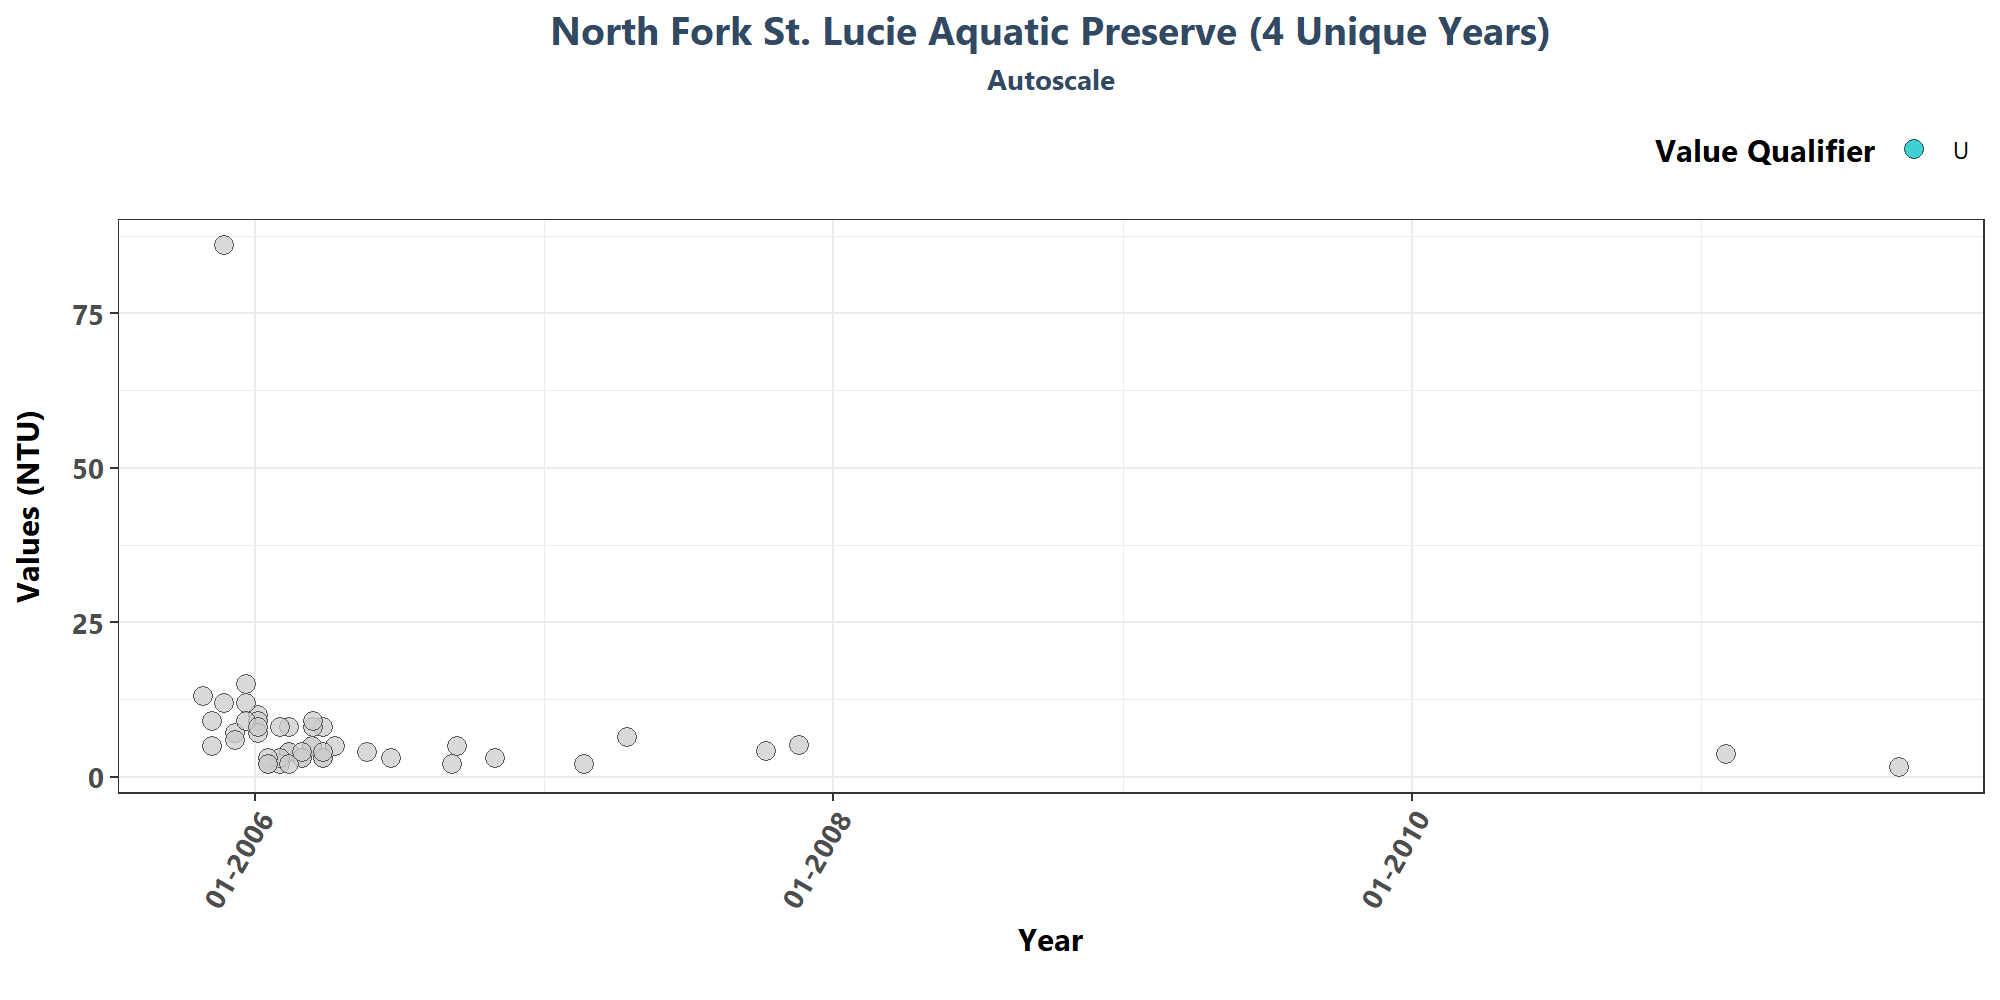 North Fork St. Lucie Aquatic Preserve (4 Unique Years)
Autoscale
Value Qualifier U
Values (NTU)
75
50
25
0
01-2006
01-2008
01-2010
Year